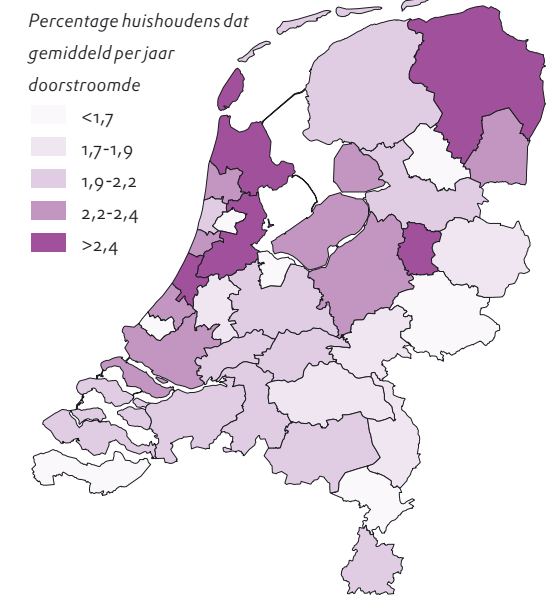 Percentage huishoudens dat
gemiddeld per jaar
doorstroomde
<1,7
1,7-1,9
1,9-2,2
2,2-2,4
>2,4